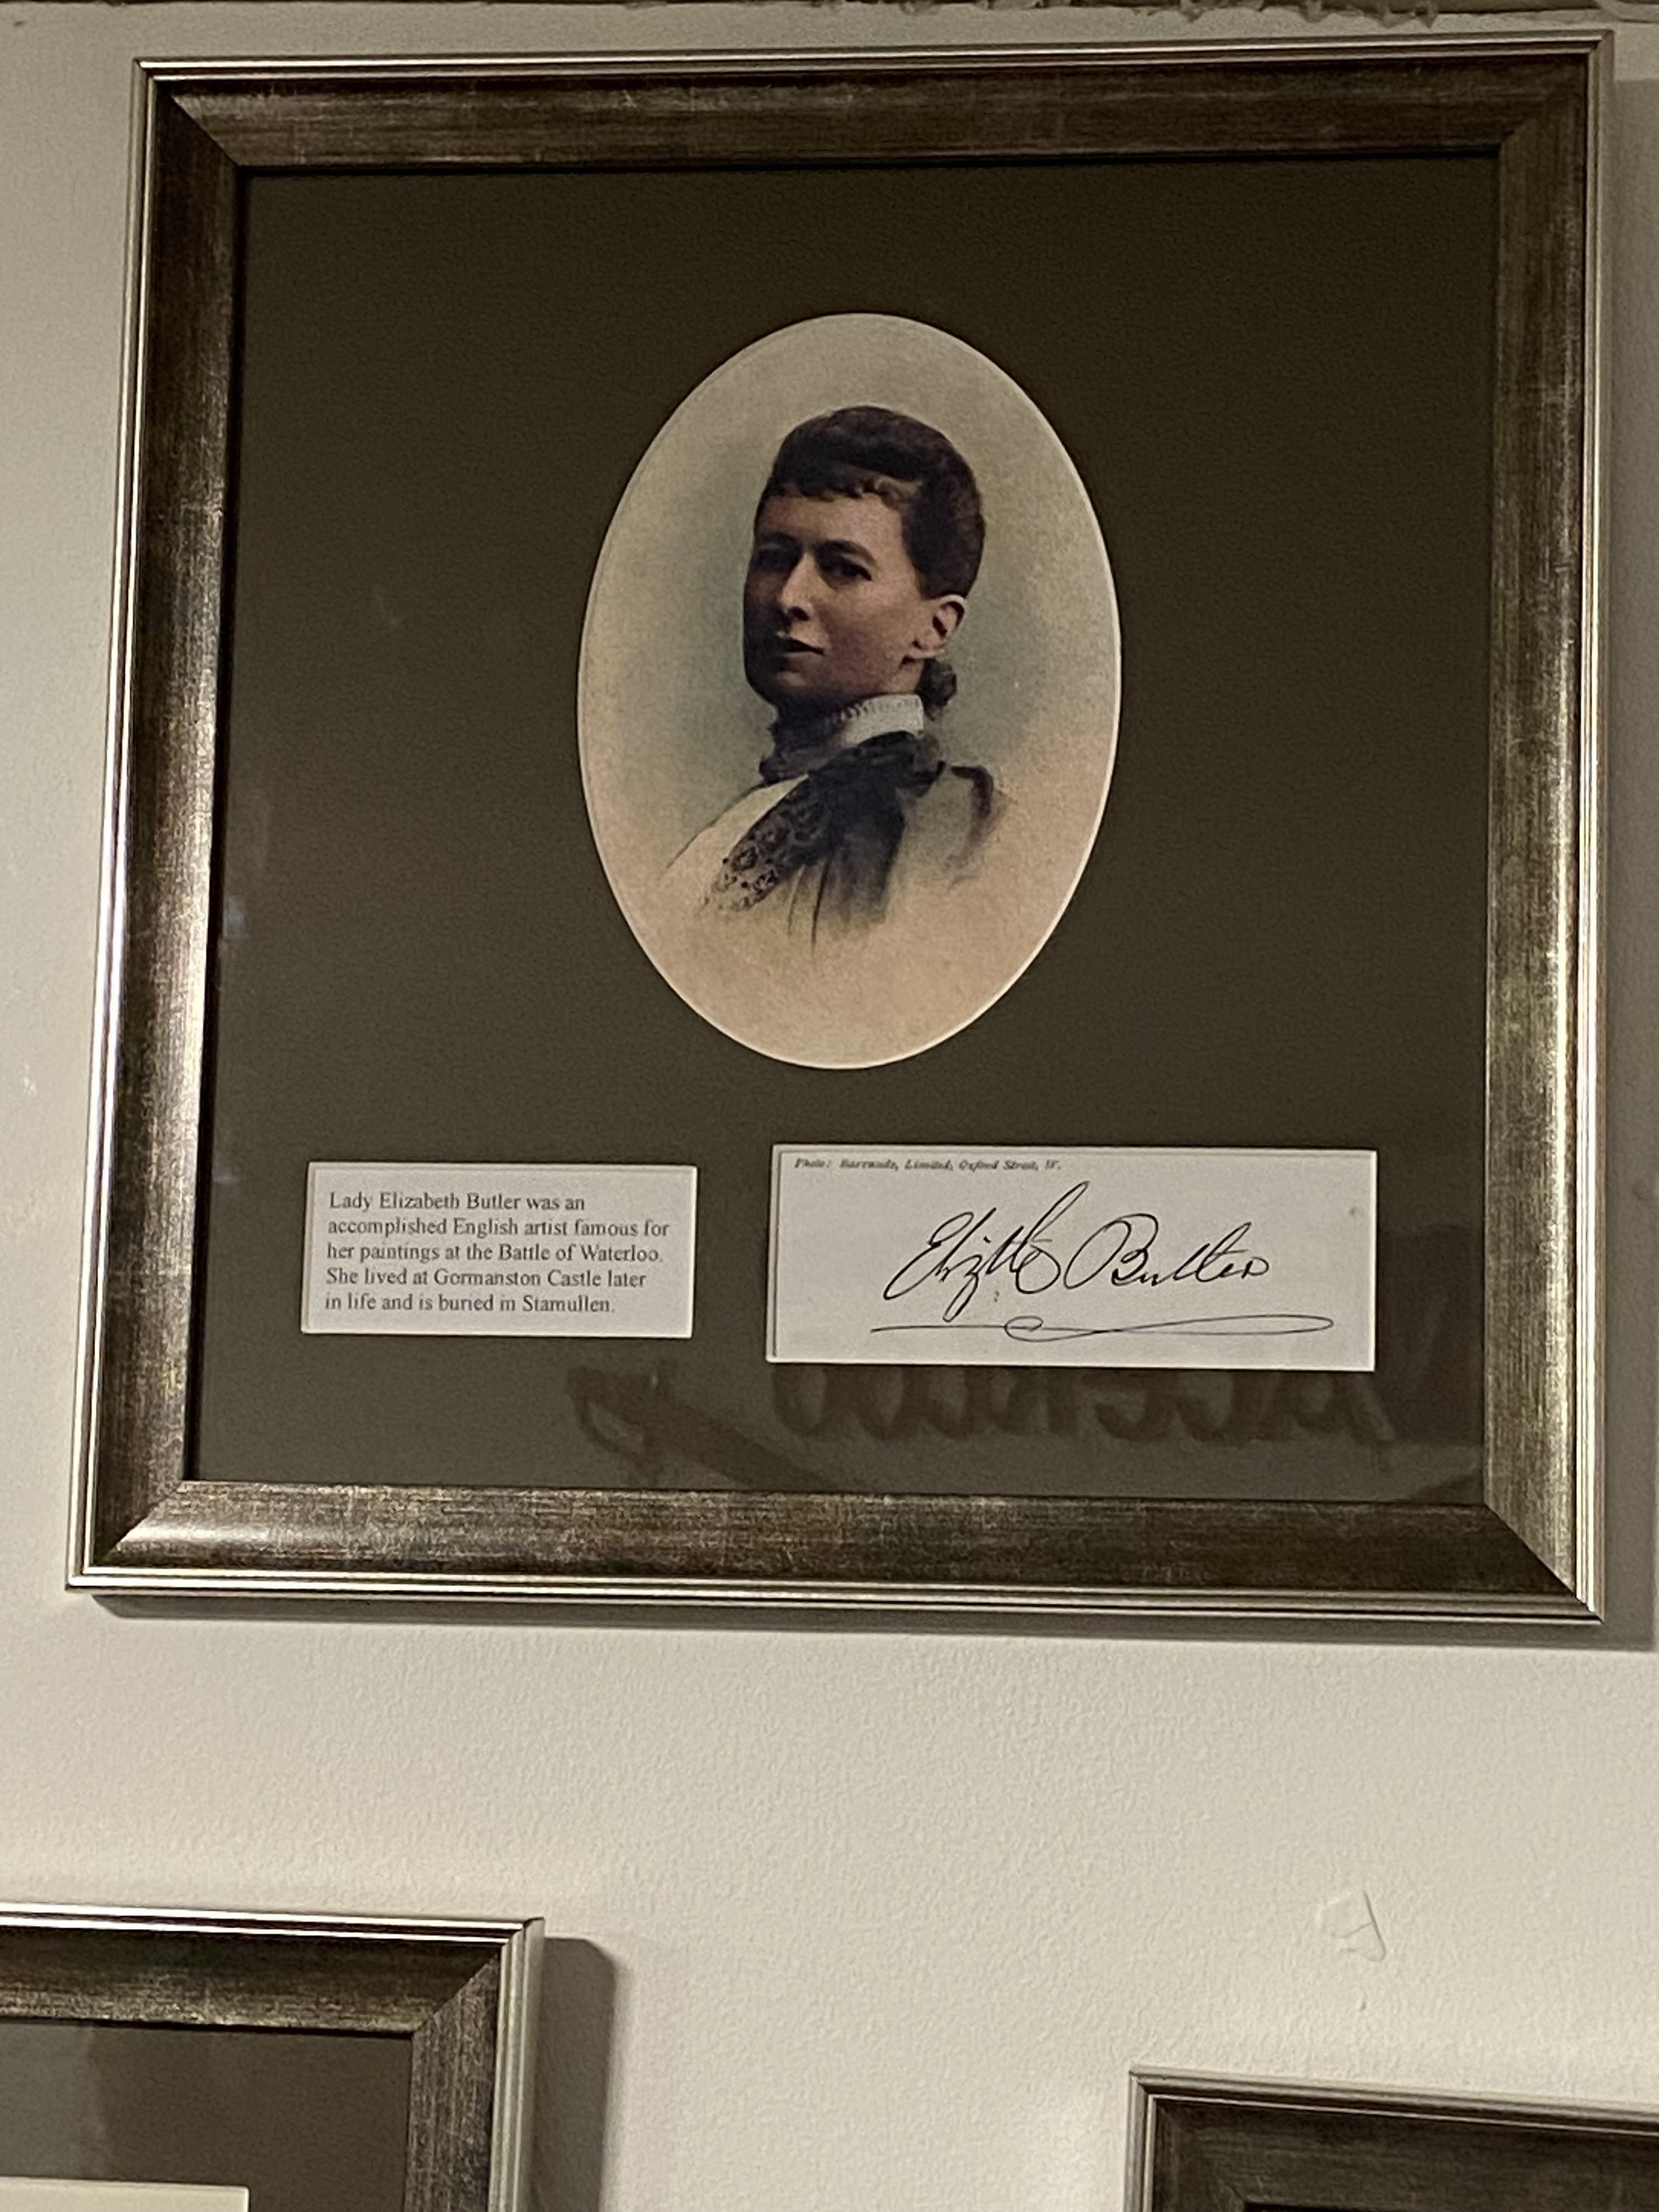 Lady Elizabeth Butler was an
accomplished English artist famous for
her paintings at the Battle of Waterloo.
She lived at Gormanston Castle later
in life and is buried in Stamullen.
Photo: Barrauds, Limited, Oxford Street, W.
Elizth Butler